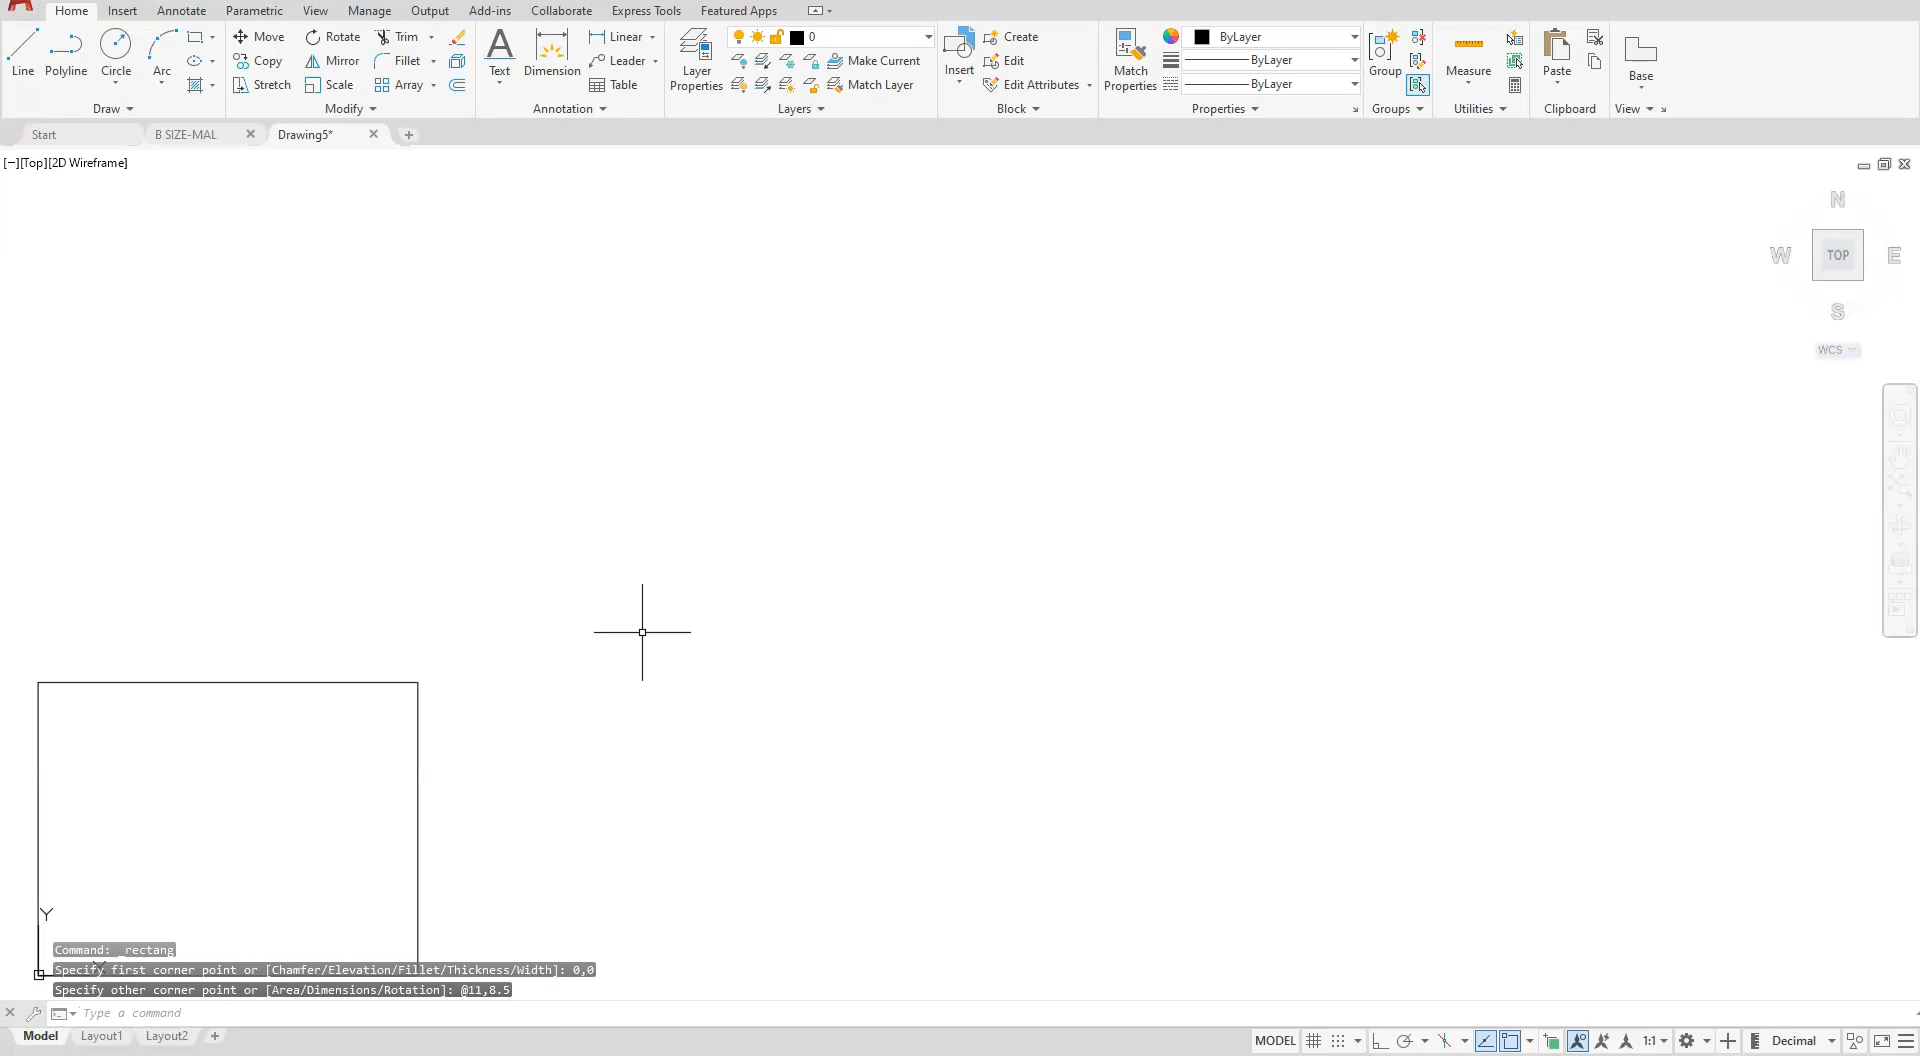 Home Insert Annotate Parametric View Manage Output Add-ins Collaborate Express Tools Featured Apps
Line Polyline Circle Arc
Move Rotate Trim
Copy Mirror Fillet
Stretch Scale Array
Text Dimension
Linear
Leader
Table
Layer
Properties
0
Make Current
Match Layer
Insert
Create
Edit
Edit Attributes
Match
Properties
ByLayer
ByLayer
ByLayer
Group
Measure
Paste
Base
Draw Modify Annotation Layers Block Properties Groups Utilities Clipboard View
Start B SIZE-MAL Drawing5*
[−][Top][2D Wireframe]
N
W TOP E
S
WCS
Y
X
Command: _rectang
Specify first corner point or [Chamfer/Elevation/Fillet/Thickness/Width]: 0,0
Specify other corner point or [Area/Dimensions/Rotation]: @11,8.5
Type a command
Model Layout1 Layout2
MODEL 1:1 Decimal